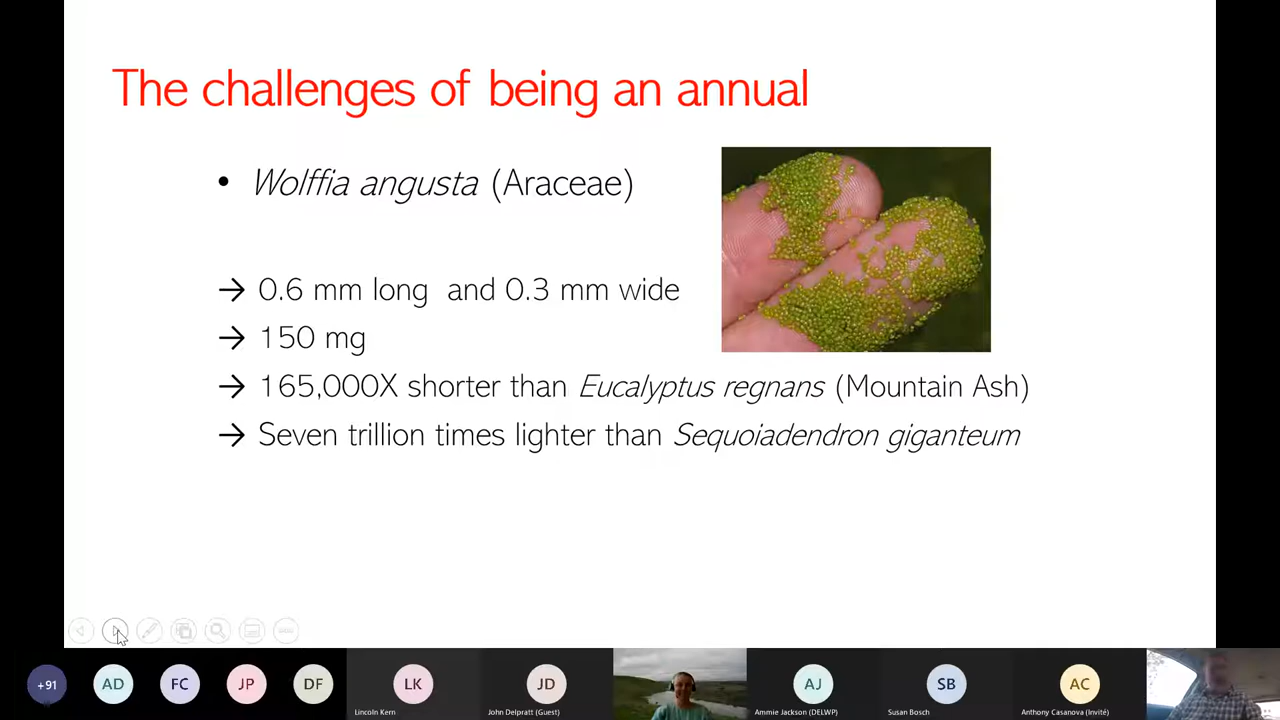 The challenges of being an annual
• Wolffia angusta (Araceae)
→ 0.6 mm long and 0.3 mm wide
→ 150 mg
→ 165,000X shorter than Eucalyptus regnans (Mountain Ash)
→ Seven trillion times lighter than Sequoiadendron giganteum
+91
AD
FC
JP
DF
LK
JD
AJ
SB
AC
Lincoln Kern
John Delpratt (Guest)
Ammie Jackson (DELWP)
Susan Bosch
Anthony Casanova (Invité)